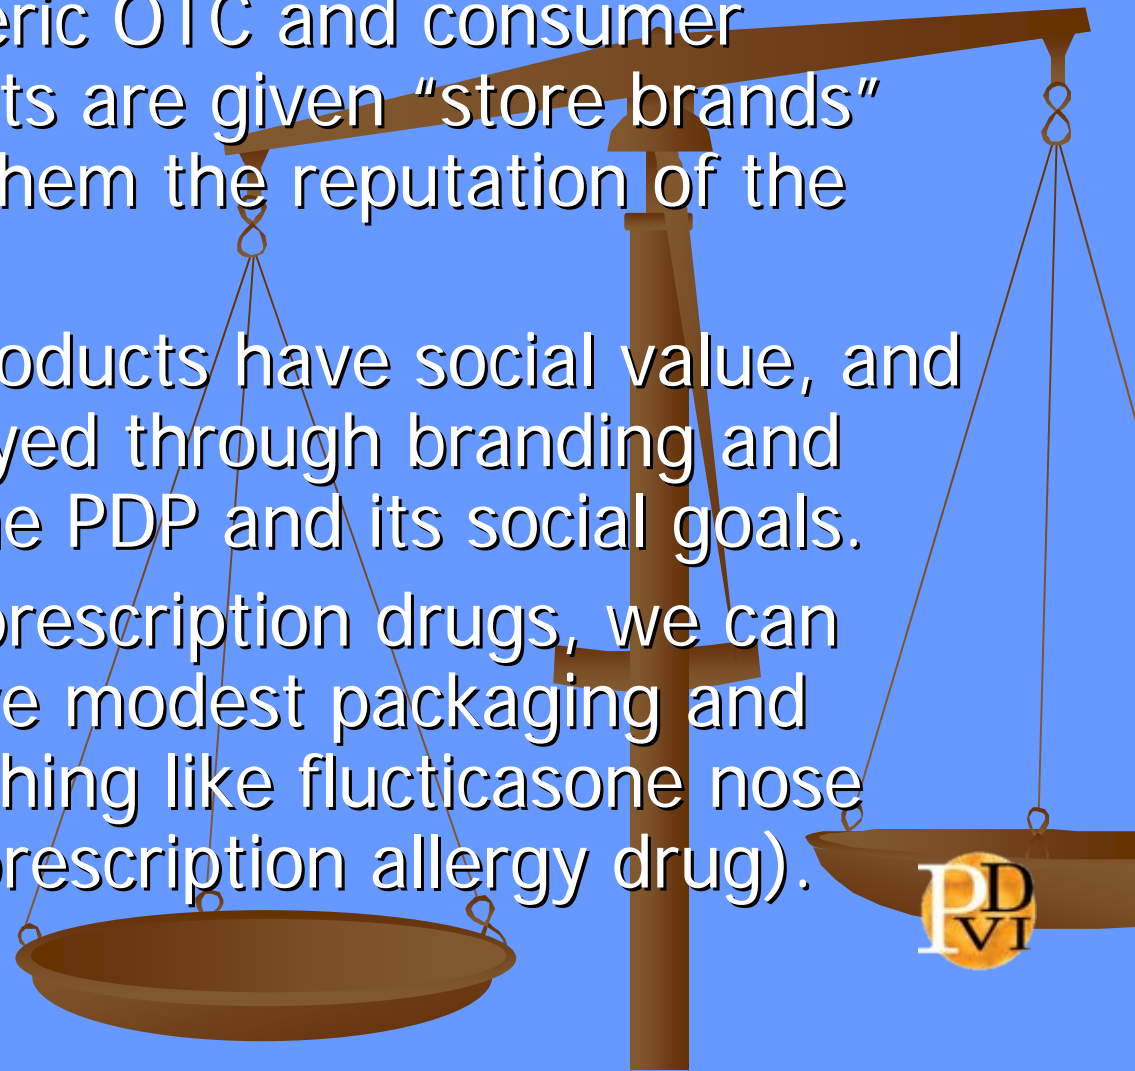 eric OTC and consumer
ts are given “store brands”
hem the reputation of the
oducts have social value, and
yed through branding and
e PDP and its social goals.
prescription drugs, we can
e modest packaging and
hing like flucticasone nose
prescription allergy drug).
PD
VI